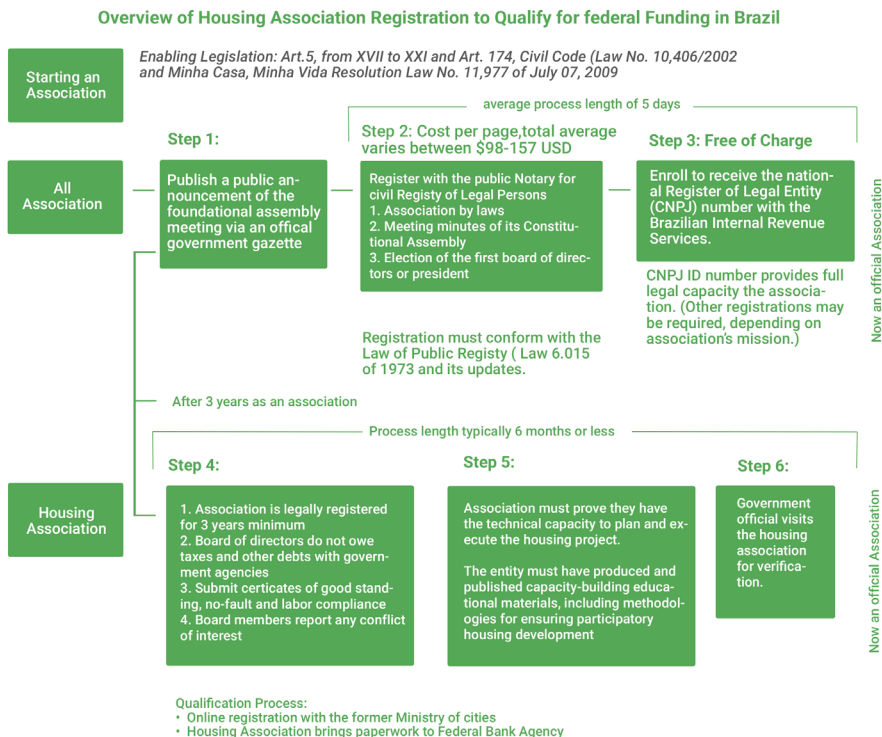 Overview of Housing Association Registration to Qualify for federal Funding in Brazil
Starting an
Association
Enabling Legislation: Art.5, from XVII to XXI and Art. 174, Civil Code (Law No. 10,406/2002
and Minha Casa, Minha Vida Resolution Law No. 11,977 of July 07, 2009
average process length of 5 days
All
Association
Step 1:
Publish a public an-
nouncement of the
foundational assembly
meeting via an offical
government gazette
Step 2: Cost per page,total average
varies between $98-157 USD
Register with the public Notary for
civil Registy of Legal Persons
1. Association by laws
2. Meeting minutes of its Constitu-
tional Assembly
3. Election of the first board of direc-
tors or president
Registration must conform with the
Law of Public Registy ( Law 6.015
of 1973 and its updates.
Step 3: Free of Charge
Enroll to receive the nation-
al Register of Legal Entity
(CNPJ) number with the
Brazilian Internal Revenue
Services.
CNPJ ID number provides full
legal capacity the associa-
tion. (Other registrations may
be required, depending on
association's mission.)
Now an official Association
After 3 years as an association
Process length typically 6 months or less
Housing
Association
Step 4:
1. Association is legally registered
for 3 years minimum
2. Board of directors do not owe
taxes and other debts with govern-
ment agencies
3. Submit certicates of good stand-
ing, no-fault and labor compliance
4. Board members report any conflict
of interest
Step 5:
Association must prove they have
the technical capacity to plan and ex-
ecute the housing project.
The entity must have produced and
published capacity-building educa-
tional materials, including methodol-
ogies for ensuring participatory
housing development
Step 6:
Government
official visits
the housing
association
for verifica-
tion.
Now an official Association
Qualification Process:
• Online registration with the former Ministry of cities
• Housing Association brings paperwork to Federal Bank Agency